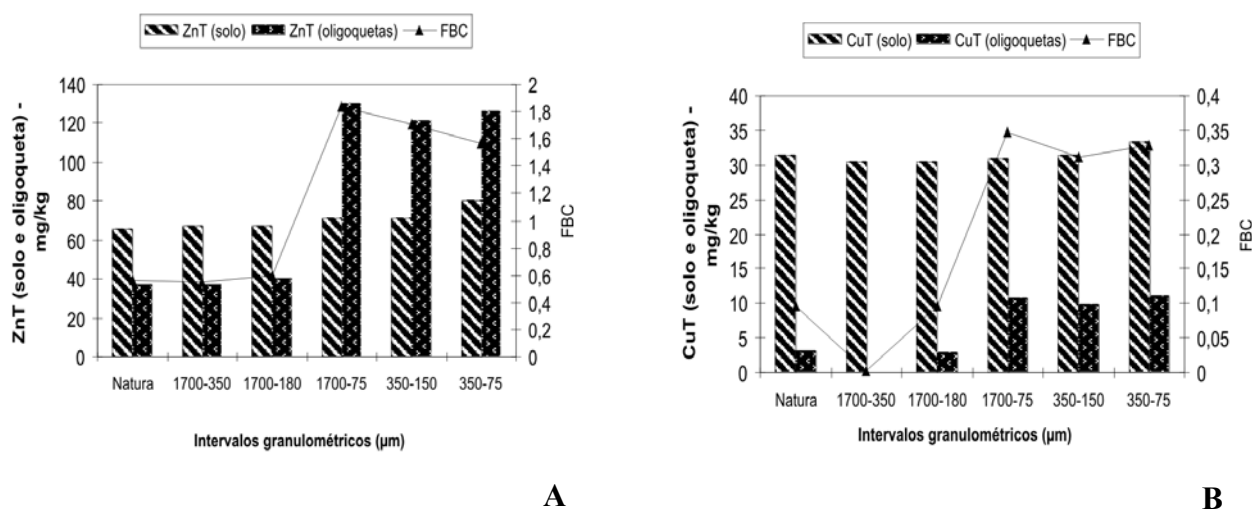 ZnT (solo) ZnT (oligoquetas) FBC
ZnT (solo e oligoqueta) -
mg/kg
140
120
100
80
60
40
20
0
2
1,8
1,6
1,4
1,2
1
0,8
0,6
0,4
0,2
0
FBC
Natura 1700-350 1700-180 1700-75 350-150 350-75
Intervalos granulométricos (µm)
A
CuT (solo) CuT (oligoquetas) FBC
CuT (solo e oligoqueta) -
mg/kg
40
35
30
25
20
15
10
5
0
0,4
0,35
0,3
0,25
0,2
0,15
0,1
0,05
0
FBC
Natura 1700-350 1700-180 1700-75 350-150 350-75
Intervalos granulométricos (µm)
B